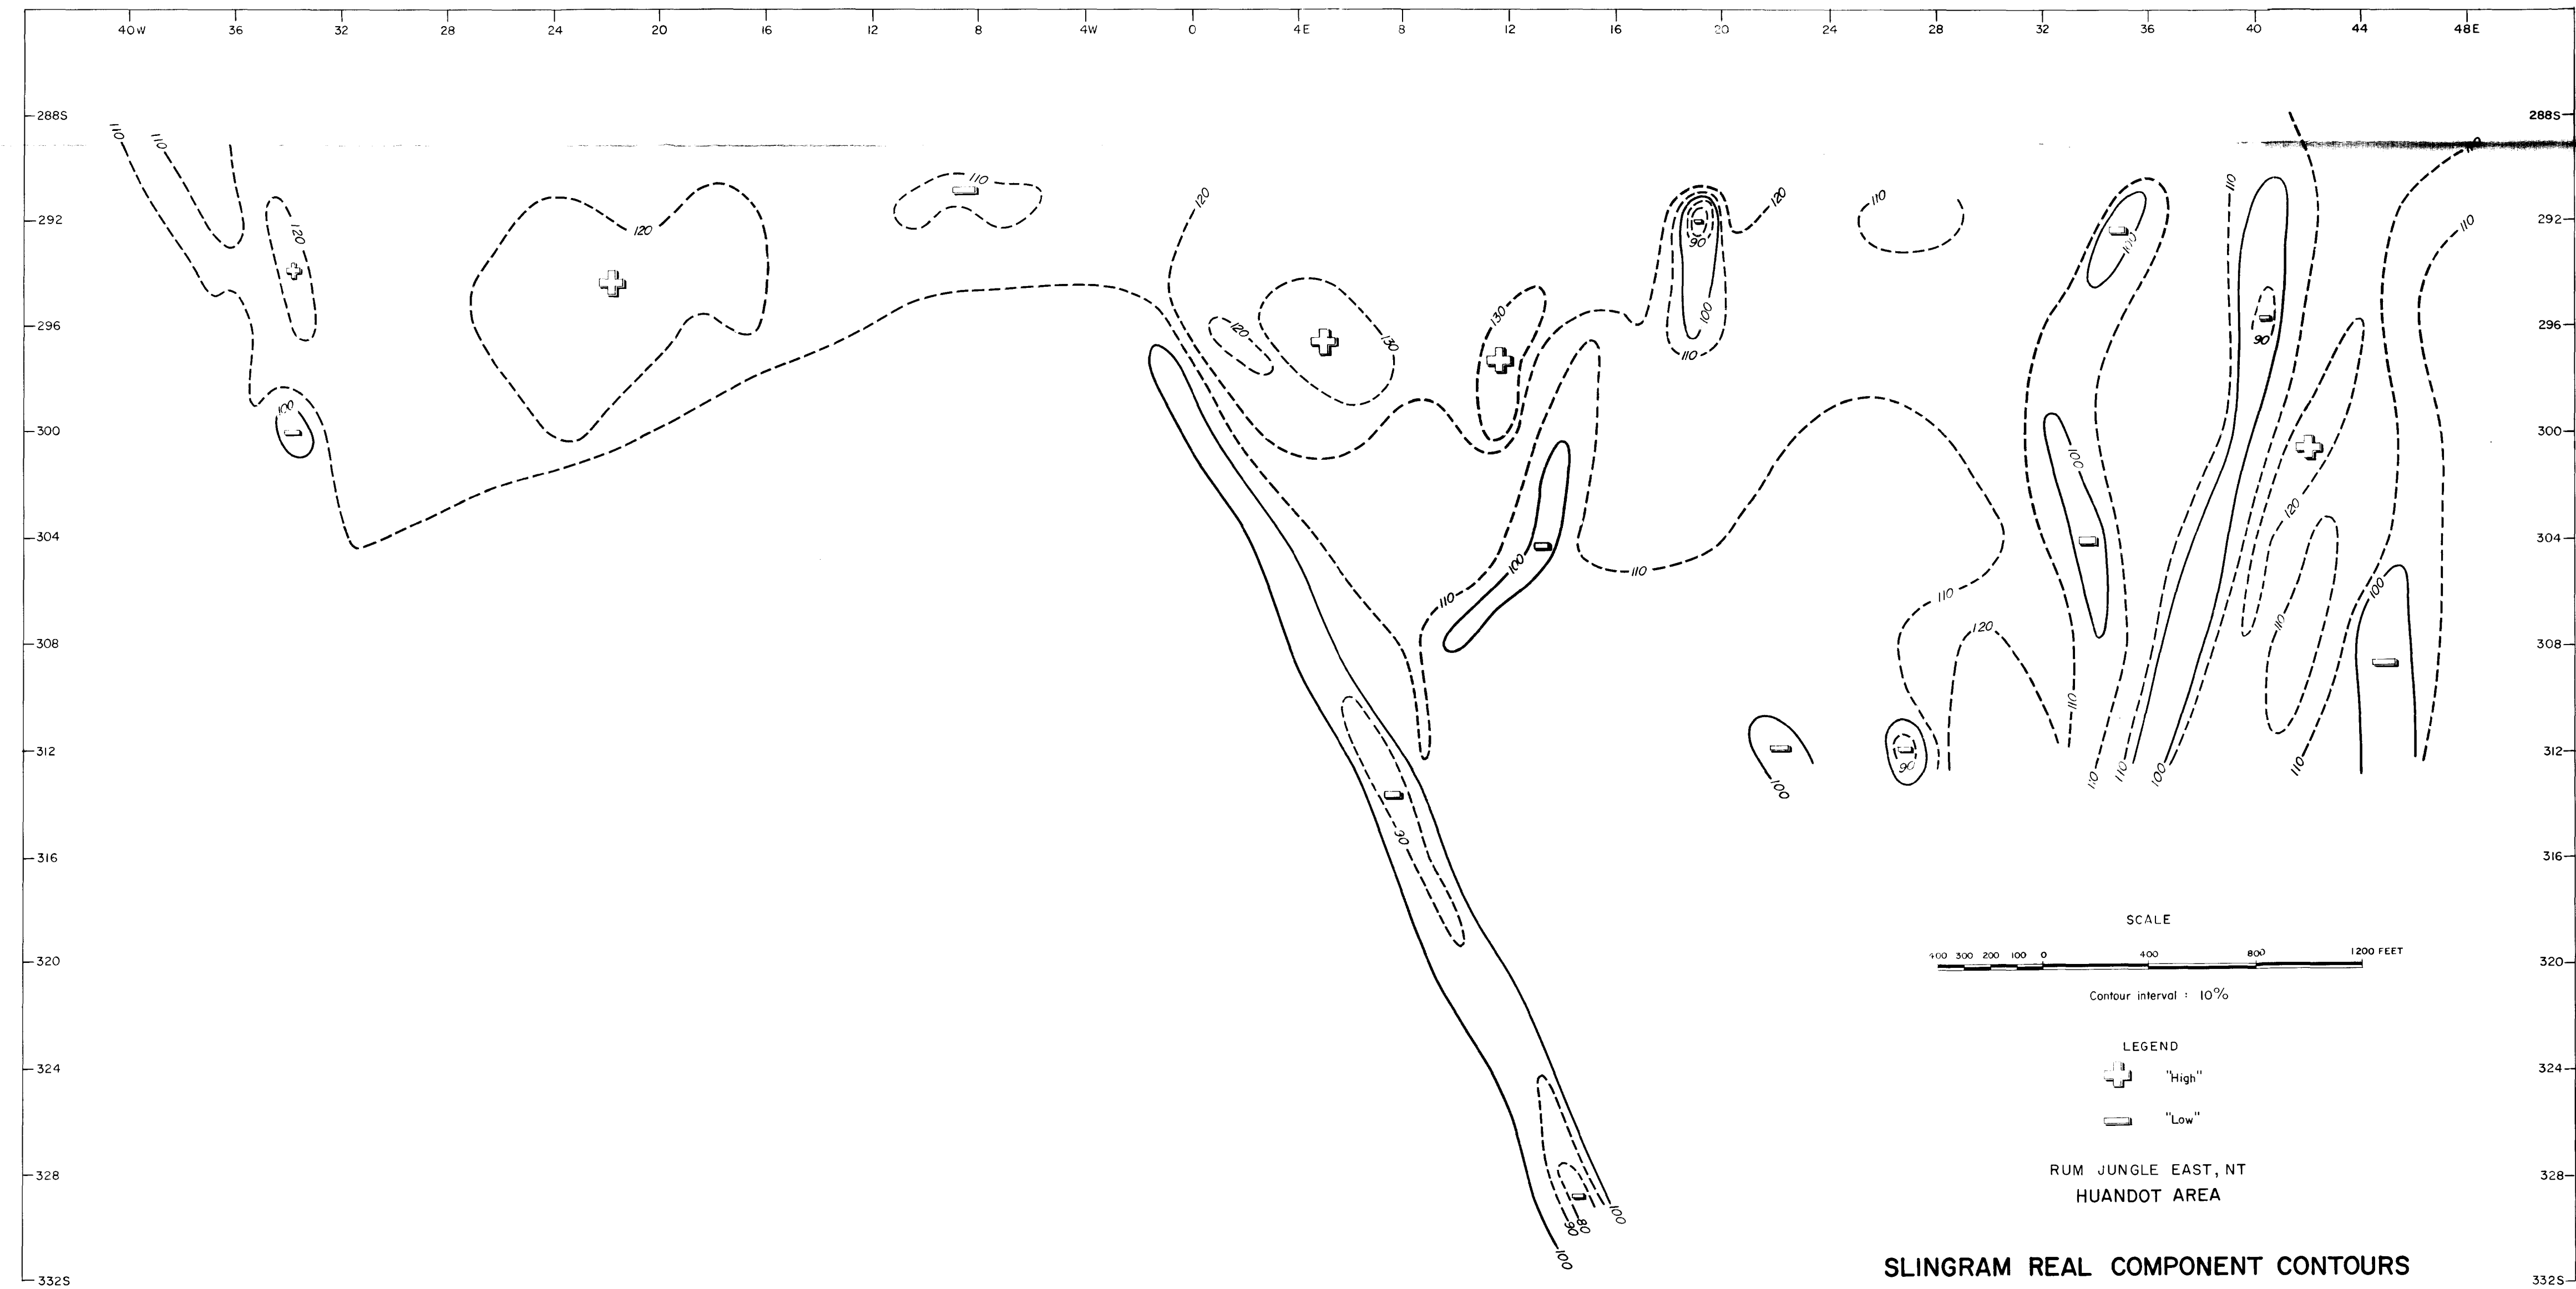 40W 36 32 28 24 20 16 12 8 4W 0 4E 8 12 16 20 24 28 32 36 40 44 48E
288S 288S
110 110 110
110 110
292 120 120 120 110 100 110 292
120 90
296 120 130 130 100 90 296
110
100
300 100 300
120
304 100 110 304
110 110 100
120 110
308 308
110
312 90 110 312
100 110 110 100
90
316 316
SCALE
400 300 200 100 0 400 800 1200 FEET
320 320
Contour interval : 10%
LEGEND
324 "High" 324
"Low"
328 RUM JUNGLE EAST, NT 328
HUANDOT AREA
100
90 80
100
SLINGRAM REAL COMPONENT CONTOURS
332S 332S